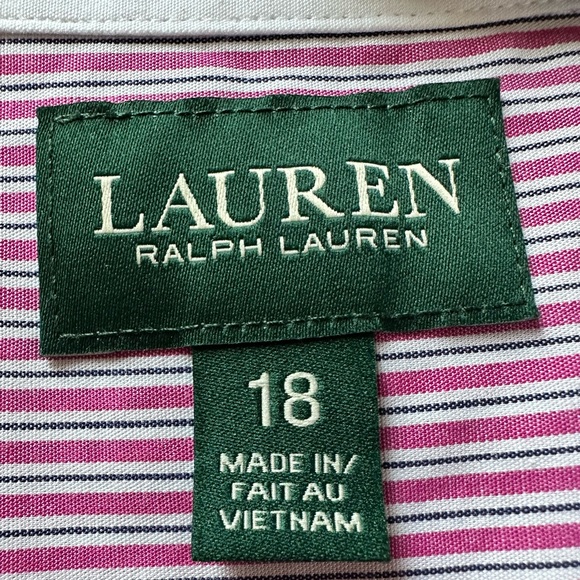 LAUREN
RALPH LAUREN
18
MADE IN/
FAIT AU
VIETNAM